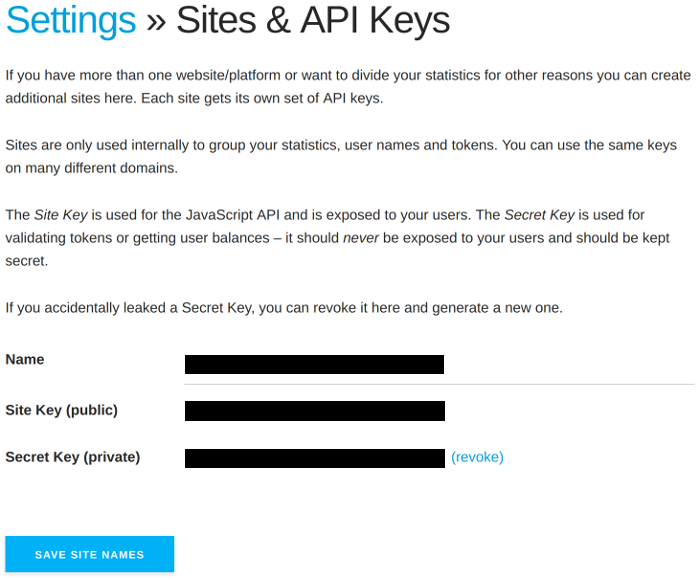 Settings » Sites & API Keys
If you have more than one website/platform or want to divide your statistics for other reasons you can create
additional sites here. Each site gets its own set of API keys.
Sites are only used internally to group your statistics, user names and tokens. You can use the same keys
on many different domains.
The Site Key is used for the JavaScript API and is exposed to your users. The Secret Key is used for
validating tokens or getting user balances – it should never be exposed to your users and should be kept
secret.
If you accidentally leaked a Secret Key, you can revoke it here and generate a new one.
Name
Site Key (public)
Secret Key (private) (revoke)
SAVE SITE NAMES